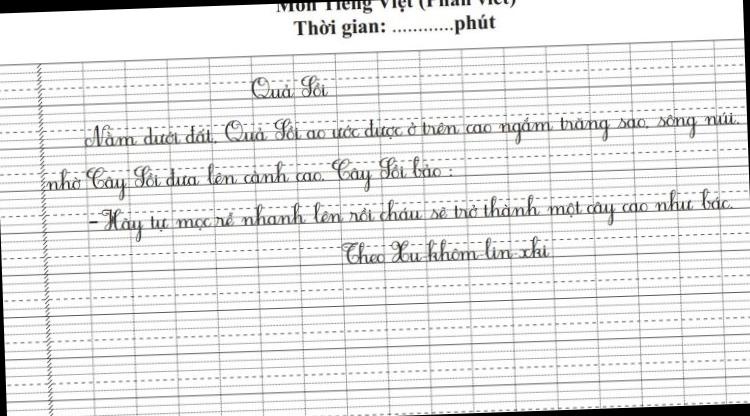 Môn Tiếng Việt (Phần viết)
Thời gian: ............phút
Quả Sồi
Nằm dưới đất, Quả Sồi ao ước được ở trên cao ngắm trăng sao, sông núi.
nhờ Cây Sồi đưa lên cành cao. Cây Sồi bảo :
- Hãy tự mọc rễ nhanh lên rồi cháu sẽ trở thành một cây cao như bác.
Theo Xu-khôm-lin-xki